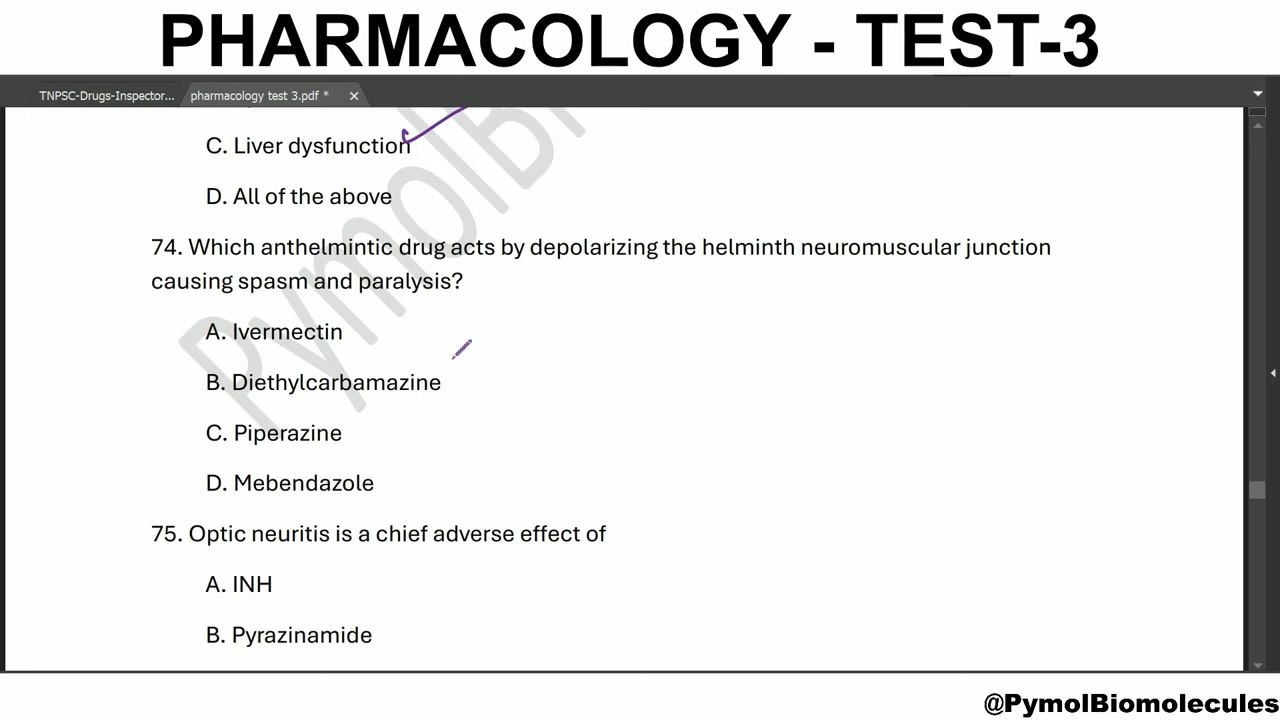 PHARMACOLOGY - TEST-3
TNPSC-Drugs-Inspector... pharmacology test 3.pdf *
C. Liver dysfunction
D. All of the above
74. Which anthelmintic drug acts by depolarizing the helminth neuromuscular junction
causing spasm and paralysis?
A. Ivermectin
B. Diethylcarbamazine
C. Piperazine
D. Mebendazole
75. Optic neuritis is a chief adverse effect of
A. INH
B. Pyrazinamide
@PymolBiomolecules